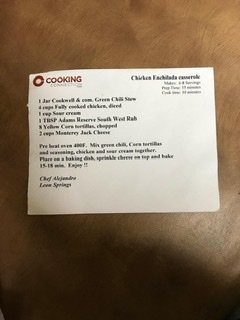 COOKING
CONNECTION
Chicken Enchilada casserole
Makes: 6-8 Servings
Prep Time: 15 minutes
Cook time: 10 minutes
1 Jar Cookwell & com. Green Chili Stew
4 cups Fully cooked chicken, diced
1 cup Sour cream
1 TBSP Adams Reserve South West Rub
8 Yellow Corn tortillas, chopped
2 cups Monterey Jack Cheese
Pre heat oven 400F. Mix green chili, Corn tortillas
and seasoning, chicken and sour cream together.
Place on a baking dish, sprinkle cheese on top and bake
15-18 min. Enjoy !!
Chef Alejandro
Leon Springs